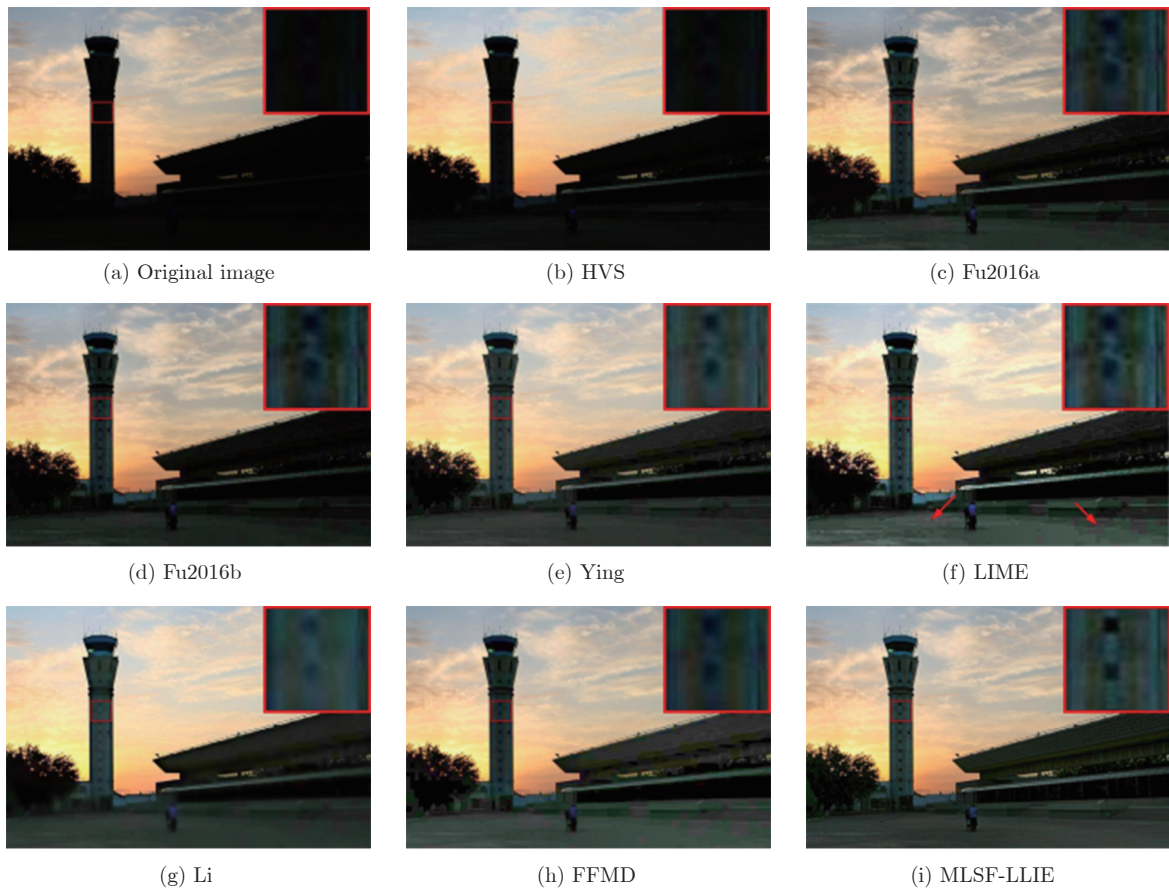 (a) Original image
(b) HVS
(c) Fu2016a
(d) Fu2016b
(e) Ying
(f) LIME
(g) Li
(h) FFMD
(i) MLSF-LLIE